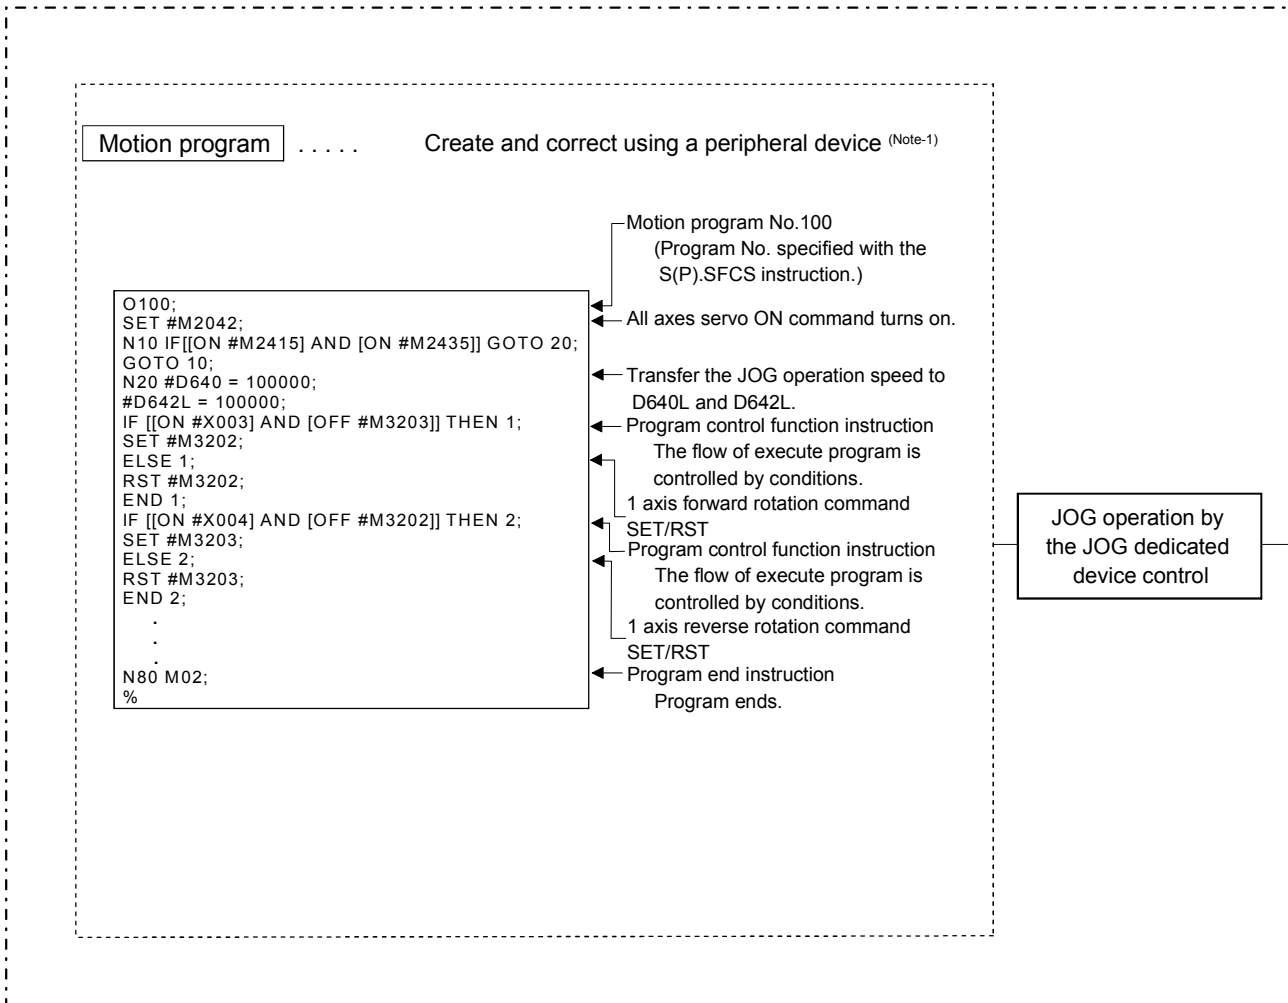 Motion program . . . . . Create and correct using a peripheral device (Note-1)
O100;
SET #M2042;
N10 IF[[ON #M2415] AND [ON #M2435]] GOTO 20;
GOTO 10;
N20 #D640 = 100000;
#D642L = 100000;
IF [[ON #X003] AND [OFF #M3203]] THEN 1;
SET #M3202;
ELSE 1;
RST #M3202;
END 1;
IF [[ON #X004] AND [OFF #M3202]] THEN 2;
SET #M3203;
ELSE 2;
RST #M3203;
END 2;
.
.
.
N80 M02;
%
Motion program No.100
(Program No. specified with the
S(P).SFCS instruction.)
All axes servo ON command turns on.
Transfer the JOG operation speed to
D640L and D642L.
Program control function instruction
The flow of execute program is
controlled by conditions.
1 axis forward rotation command
SET/RST
Program control function instruction
The flow of execute program is
controlled by conditions.
1 axis reverse rotation command
SET/RST
Program end instruction
Program ends.
JOG operation by
the JOG dedicated
device control